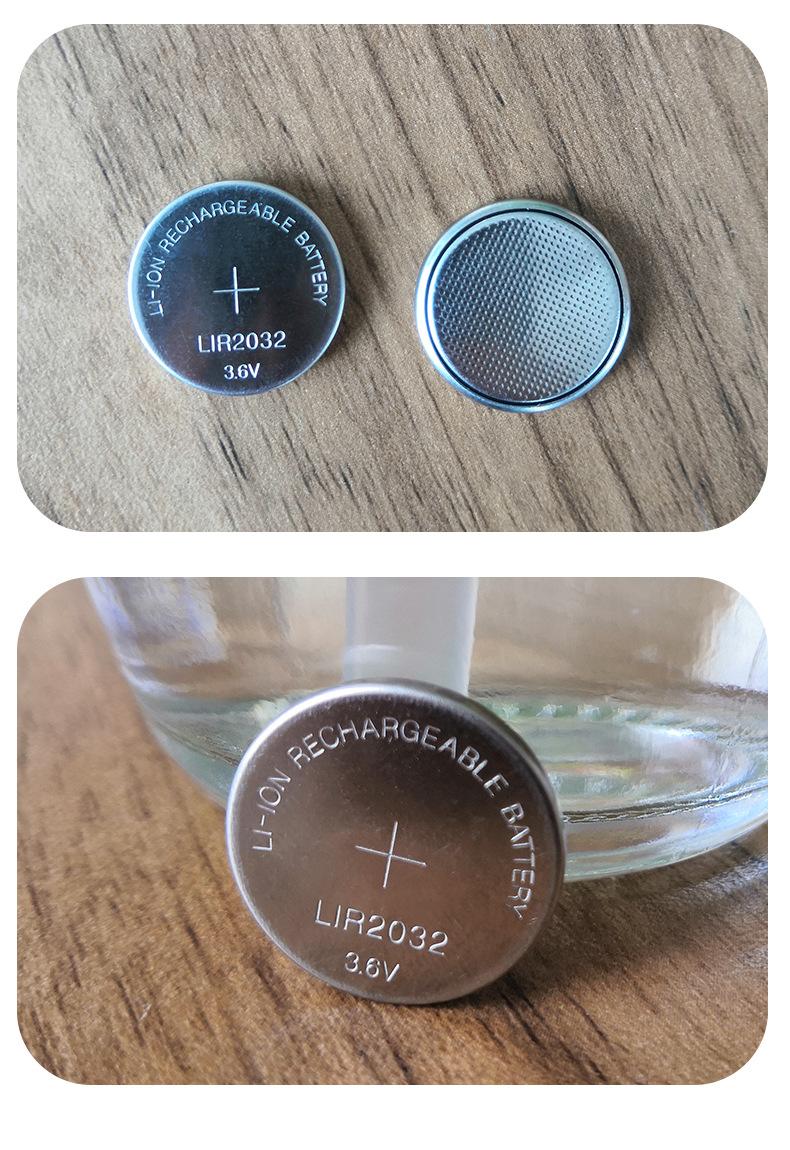 LI-ION RECHARGEABLE BATTERY
LIR2032
3.6V
LI-ION RECHARGEABLE BATTERY
LIR2032
3.6V